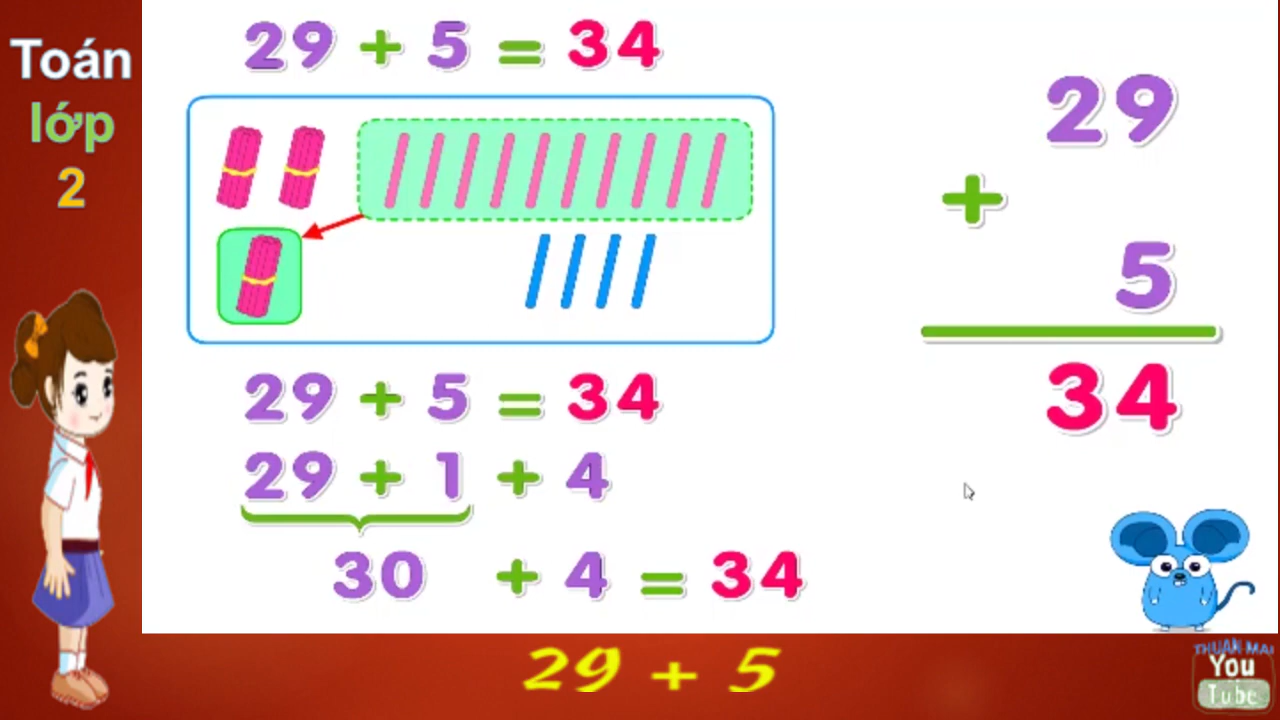 Toán
lớp
2
29 + 5 = 34
29 + 5 = 34
29 + 1 + 4
30 + 4 = 34
29
+
5
34
29 + 5
THUAN MAI
You
Tube